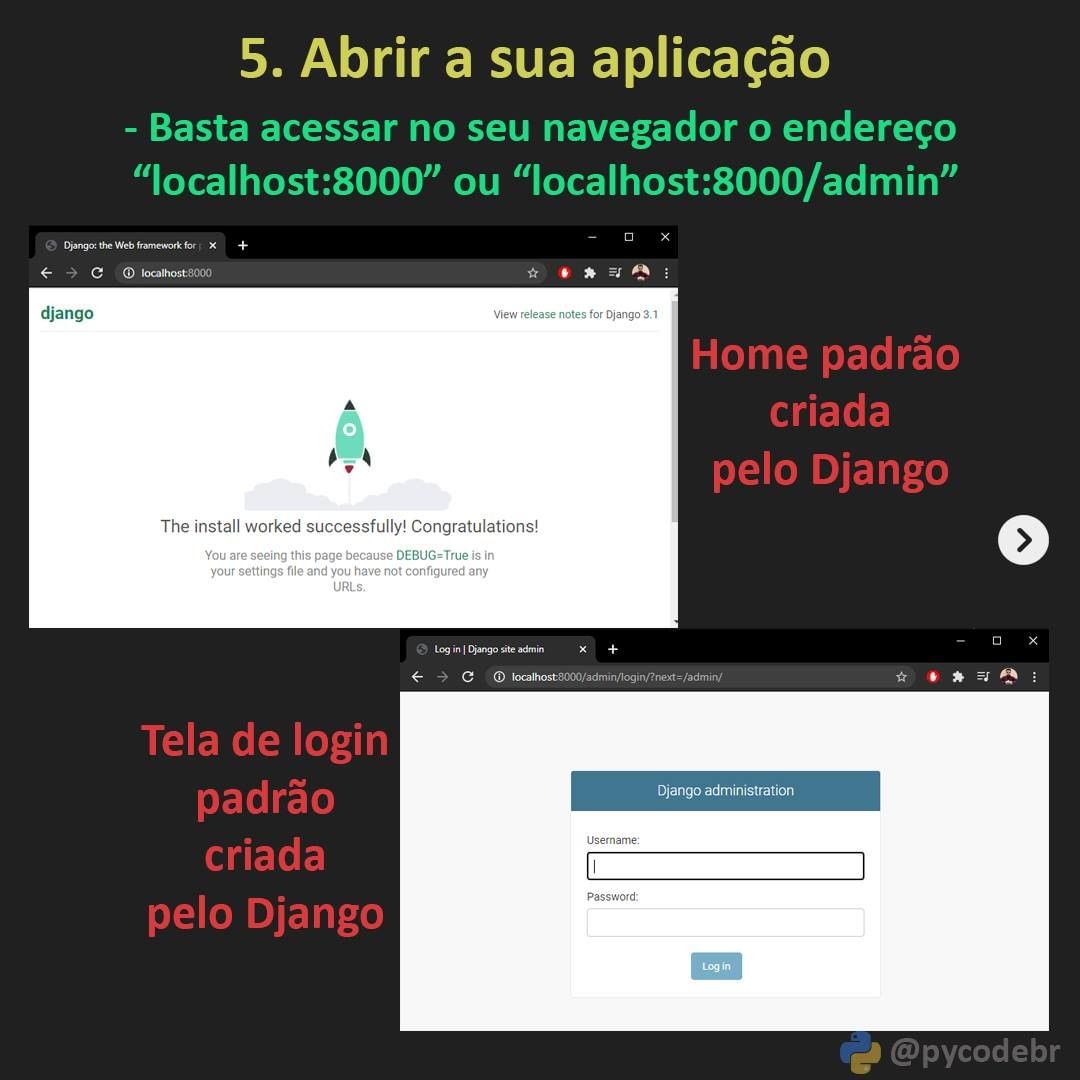 5. Abrir a sua aplicação
- Basta acessar no seu navegador o endereço
“localhost:8000” ou “localhost:8000/admin”
Django: the Web framework for p
localhost:8000
django
View release notes for Django 3.1
The install worked successfully! Congratulations!
You are seeing this page because DEBUG=True is in
your settings file and you have not configured any
URLs.
Home padrão
criada
pelo Django
Log in | Django site admin
localhost:8000/admin/login/?next=/admin/
Tela de login
padrão
criada
pelo Django
Django administration
Username:
Password:
Log in
@pycodebr